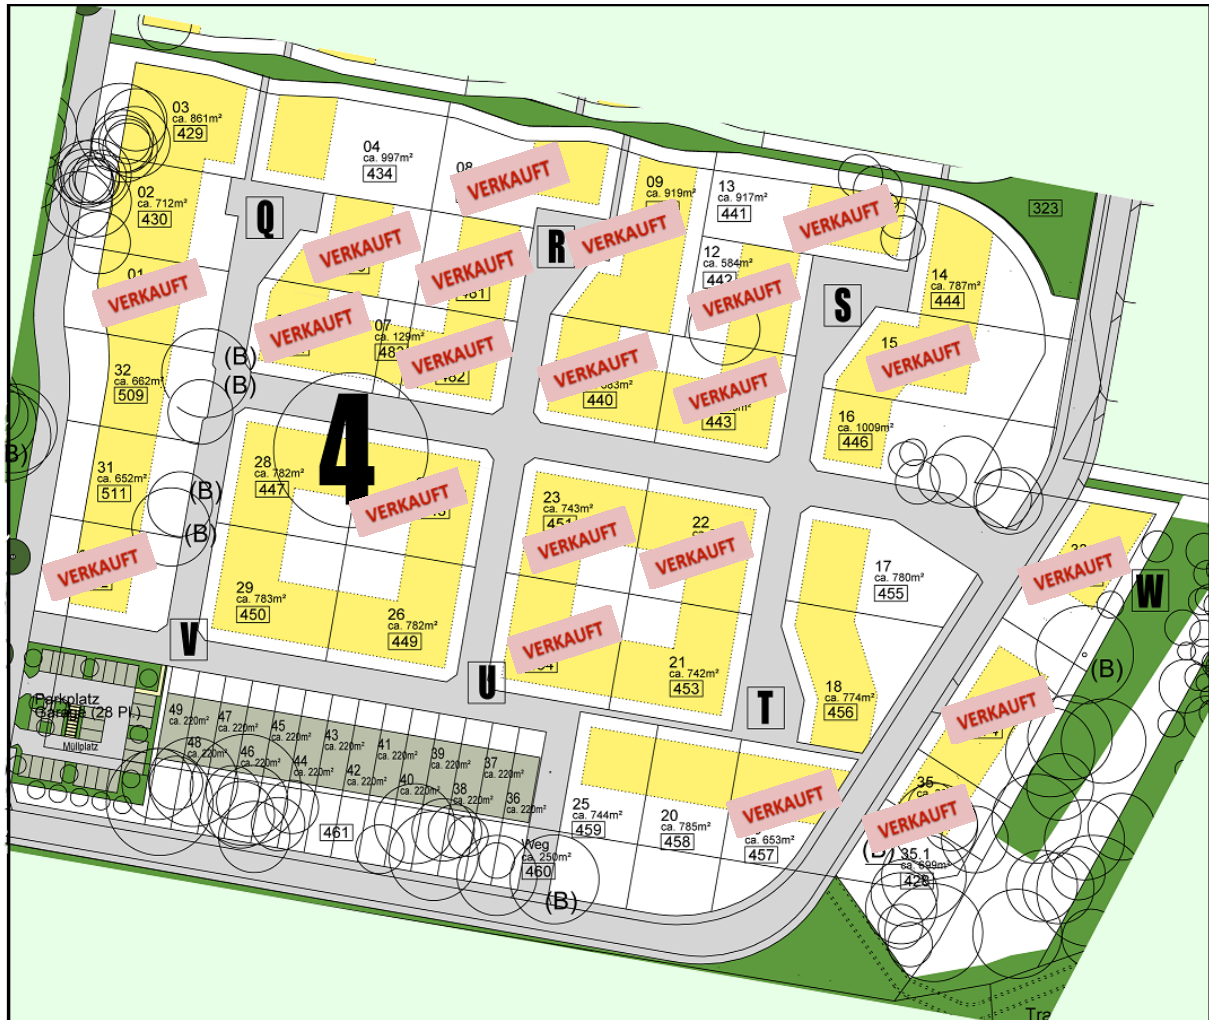 03
ca. 861m²
429
04
ca. 997m²
434
08
VERKAUFT
09
ca. 919m²
VERKAUFT
13
ca. 917m²
441
VERKAUFT
323
02
ca. 712m²
430
Q
VERKAUFT
R
VERKAUFT
481
12
ca. 584m²
442
VERKAUFT
S
14
ca. 787m²
444
01
VERKAUFT
VERKAUFT
07
ca. 129m²
VERKAUFT
482
VERKAUFT
440
VERKAUFT
443
15
VERKAUFT
16
ca. 1009m²
446
32
ca. 662m²
509
(B)
(B)
4
31
ca. 652m²
511
(B)
(B)
B)
28
ca. 782m²
447
VERKAUFT
23
ca. 743m²
451
VERKAUFT
22
VERKAUFT
17
ca. 780m²
455
VERKAUFT
W
VERKAUFT
29
ca. 783m²
450
26
ca. 782m²
449
VERKAUFT
21
ca. 742m²
453
18
ca. 774m²
456
V
U
T
(B)
VERKAUFT
Parkplatz
Garage (28 Pl.)
Müllplatz
49
ca. 220m²
48
ca. 220m²
47
ca. 220m²
46
ca. 220m²
45
ca. 220m²
44
ca. 220m²
43
ca. 220m²
42
ca. 220m²
41
ca. 220m²
40
ca. 220m²
39
ca. 220m²
38
ca. 220m²
37
ca. 220m²
36
ca. 220m²
461
Weg
ca. 250m²
460
(B)
25
ca. 744m²
459
20
ca. 785m²
458
VERKAUFT
ca. 653m²
457
35
VERKAUFT
(B)
35.1
ca. 699m²
428
Tra